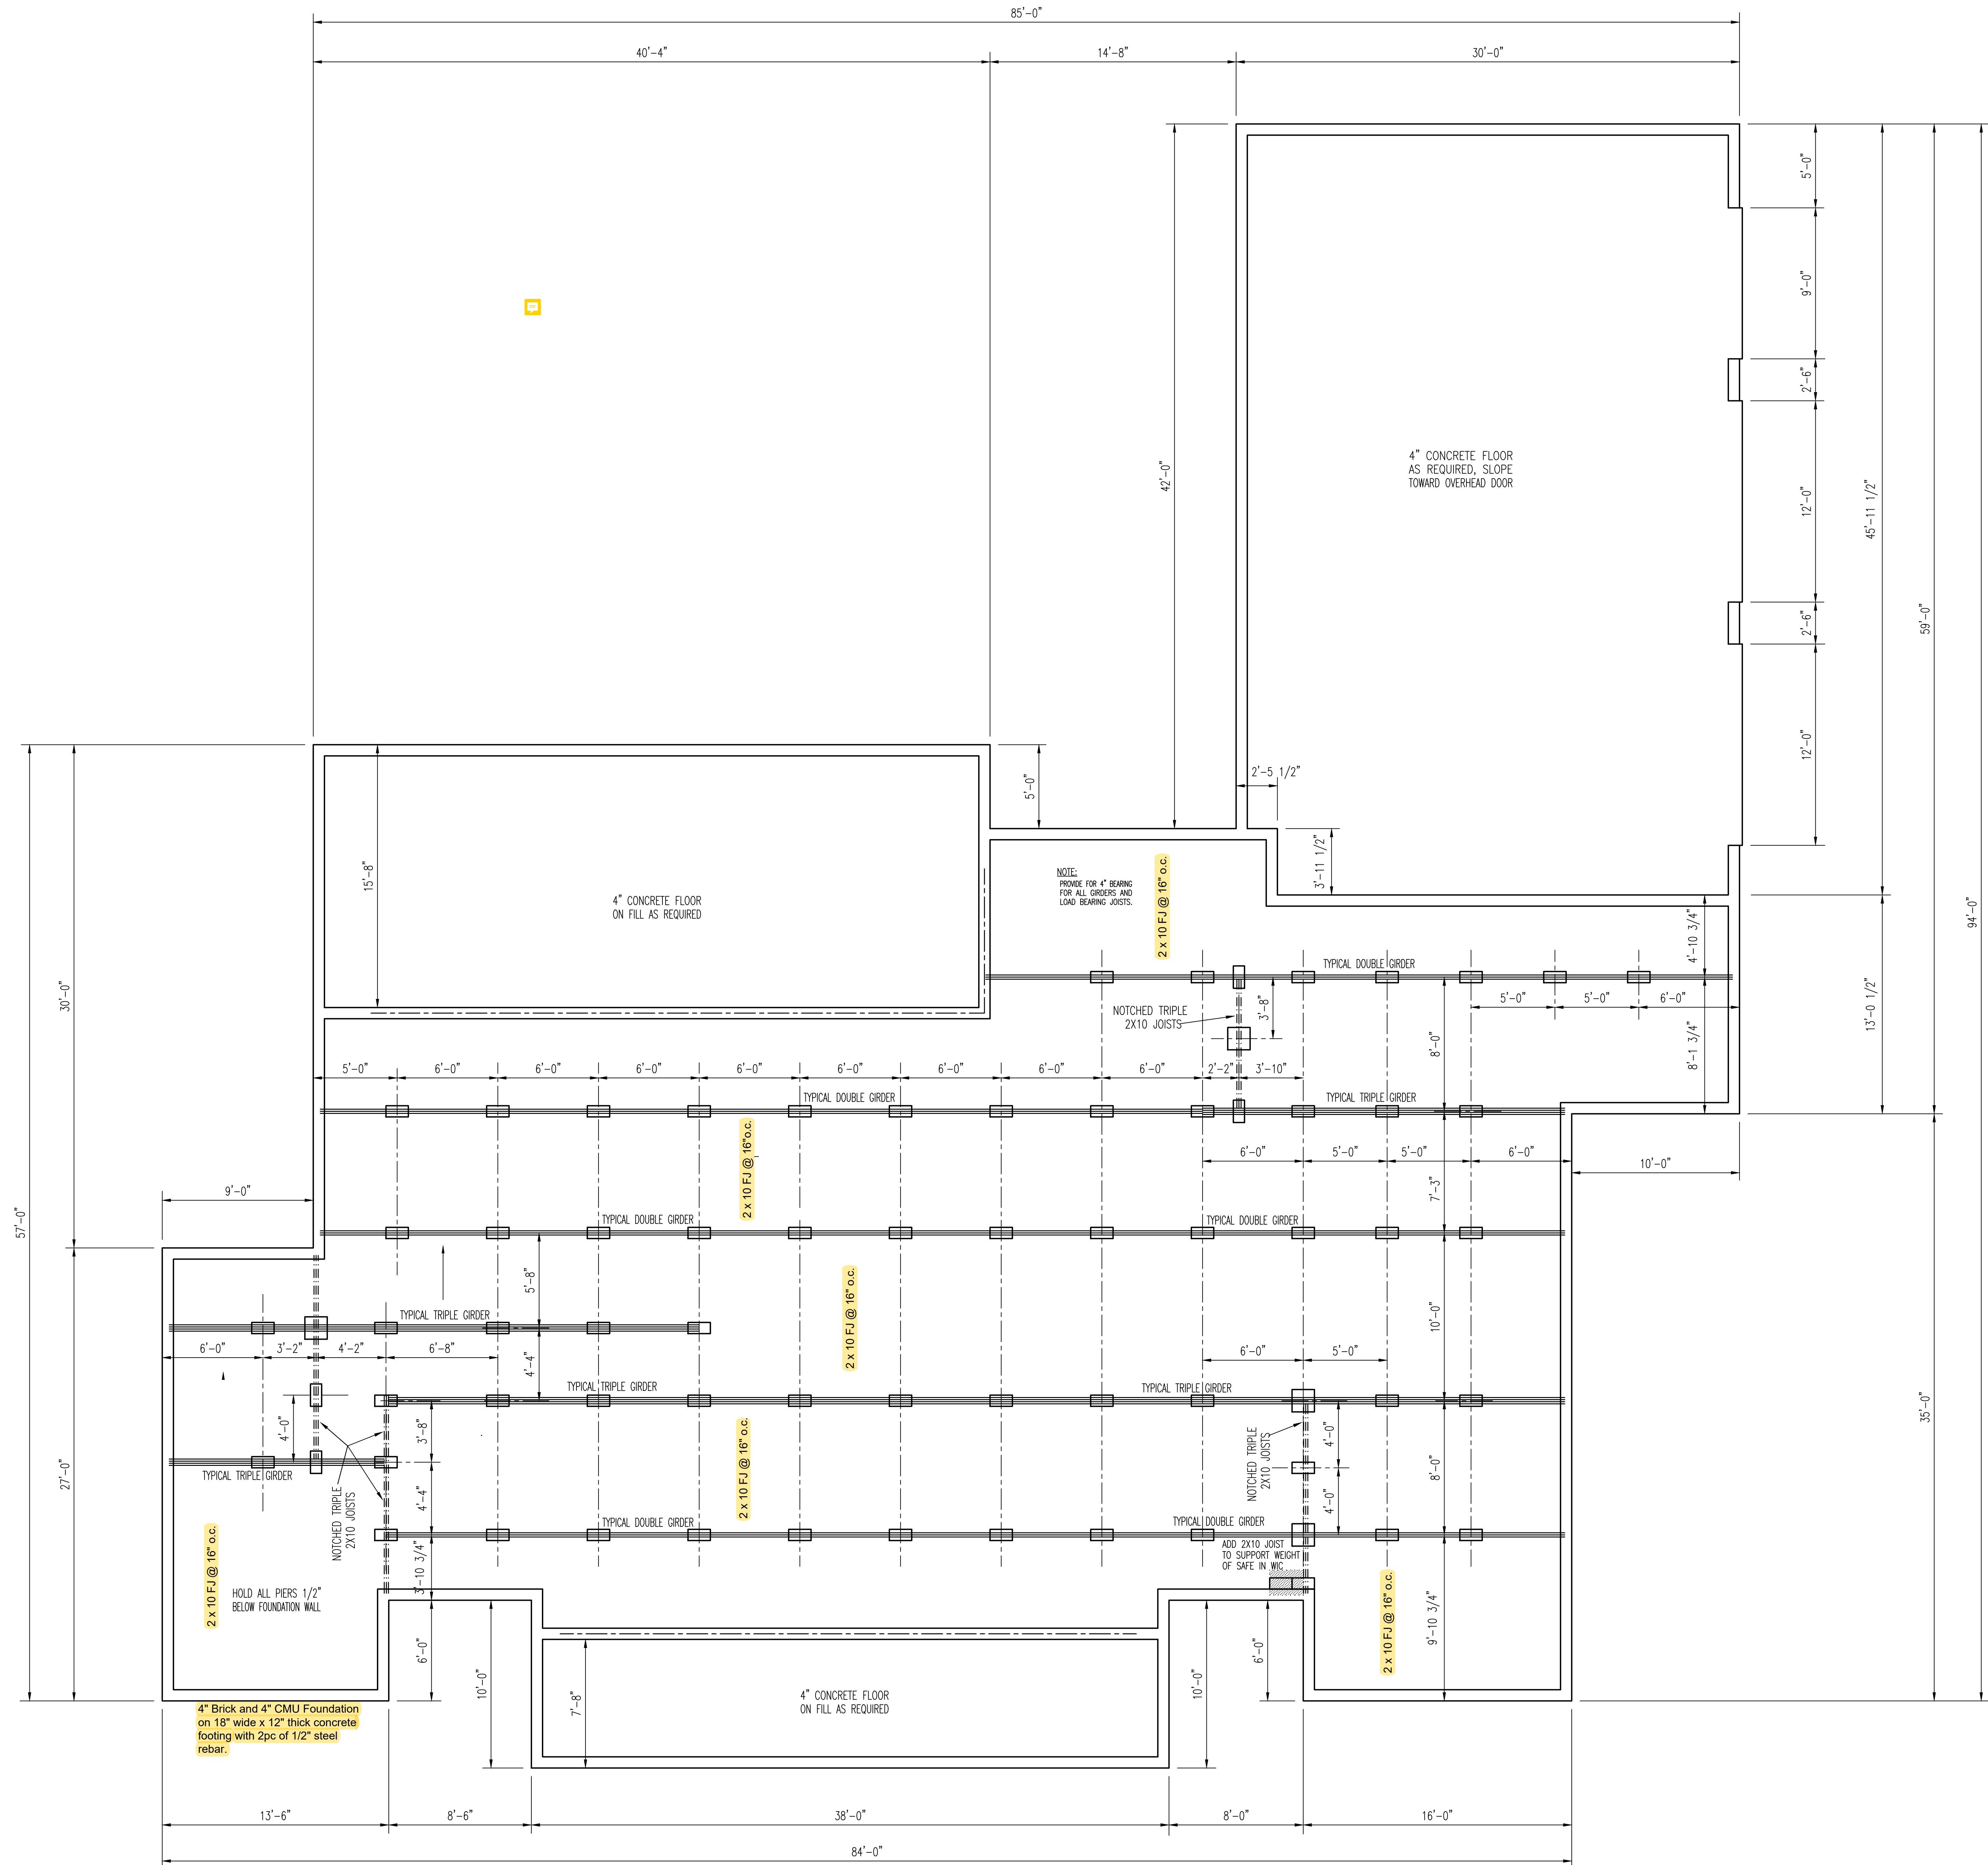 85'-0"
40'-4"
14'-8"
30'-0"
5'-0"
9'-0"
2'-6"
12'-0"
2'-6"
12'-0"
45'-11 1/2"
59'-0"
94'-0"
42'-0"
4" CONCRETE FLOOR
AS REQUIRED, SLOPE
TOWARD OVERHEAD DOOR
2'-5 1/2"
3'-11 1/2"
5'-0"
15'-8"
4" CONCRETE FLOOR
ON FILL AS REQUIRED
NOTE:
PROVIDE FOR 4" BEARING
FOR ALL GIRDERS AND
LOAD BEARING JOISTS.
2 x 10 FJ @ 16" o.c.
4'-10 3/4"
13'-0 1/2"
8'-1 3/4"
TYPICAL DOUBLE GIRDER
5'-0"
5'-0"
6'-0"
NOTCHED TRIPLE
2X10 JOISTS
3'-8"
8'-0"
30'-0"
57'-0"
5'-0"
6'-0"
6'-0"
6'-0"
6'-0"
6'-0"
6'-0"
6'-0"
6'-0"
2'-2"
3'-10"
TYPICAL DOUBLE GIRDER
TYPICAL TRIPLE GIRDER
2 x 10 FJ @ 16"o.c.
6'-0"
5'-0"
5'-0"
6'-0"
10'-0"
7'-3"
9'-0"
TYPICAL DOUBLE GIRDER
TYPICAL DOUBLE GIRDER
5'-8"
2 x 10 FJ @ 16" o.c.
10'-0"
TYPICAL TRIPLE GIRDER
6'-0"
3'-2"
4'-2"
6'-8"
4'-4"
6'-0"
5'-0"
TYPICAL TRIPLE GIRDER
TYPICAL TRIPLE GIRDER
4'-0"
3'-8"
2 x 10 FJ @ 16" o.c.
NOTCHED TRIPLE
2X10 JOISTS
4'-0"
8'-0"
4'-0"
35'-0"
27'-0"
TYPICAL TRIPLE GIRDER
NOTCHED TRIPLE
2X10 JOISTS
4'-4"
TYPICAL DOUBLE GIRDER
TYPICAL DOUBLE GIRDER
ADD 2X10 JOIST
TO SUPPORT WEIGHT
OF SAFE IN WIC
2 x 10 FJ @ 16" o.c.
HOLD ALL PIERS 1/2"
BELOW FOUNDATION WALL
3'-10 3/4"
6'-0"
10'-0"
7'-8"
4" CONCRETE FLOOR
ON FILL AS REQUIRED
10'-0"
6'-0"
2 x 10 FJ @ 16" o.c.
9'-10 3/4"
4" Brick and 4" CMU Foundation
on 18" wide x 12" thick concrete
footing with 2pc of 1/2" steel
rebar.
13'-6"
8'-6"
38'-0"
8'-0"
16'-0"
84'-0"